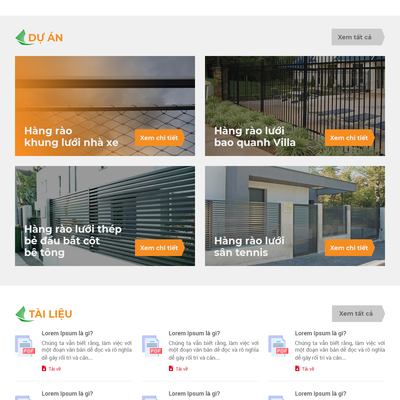 DỰ ÁN
Xem tất cả
Hàng rào
khung lưới nhà xe
Xem chi tiết
Hàng rào lưới
bao quanh Villa
Xem chi tiết
Hàng rào lưới thép
bẻ đầu bắt cột
bê tông
Xem chi tiết
Hàng rào lưới
sân tennis
Xem chi tiết
TÀI LIỆU
Xem tất cả
Lorem Ipsum là gì?
Chúng ta vẫn biết rằng, làm việc với
một đoạn văn bản dễ đọc và rõ nghĩa
dễ gây rối trí và cản...
PDF
Tải về
Lorem Ipsum là gì?
Chúng ta vẫn biết rằng, làm việc với
một đoạn văn bản dễ đọc và rõ nghĩa
dễ gây rối trí và cản...
PDF
Tải về
Lorem Ipsum là gì?
Chúng ta vẫn biết rằng, làm việc với
một đoạn văn bản dễ đọc và rõ nghĩa
dễ gây rối trí và cản...
PDF
Tải về
Lorem Ipsum là gì?
Lorem Ipsum là gì?
Lorem Ipsum là gì?